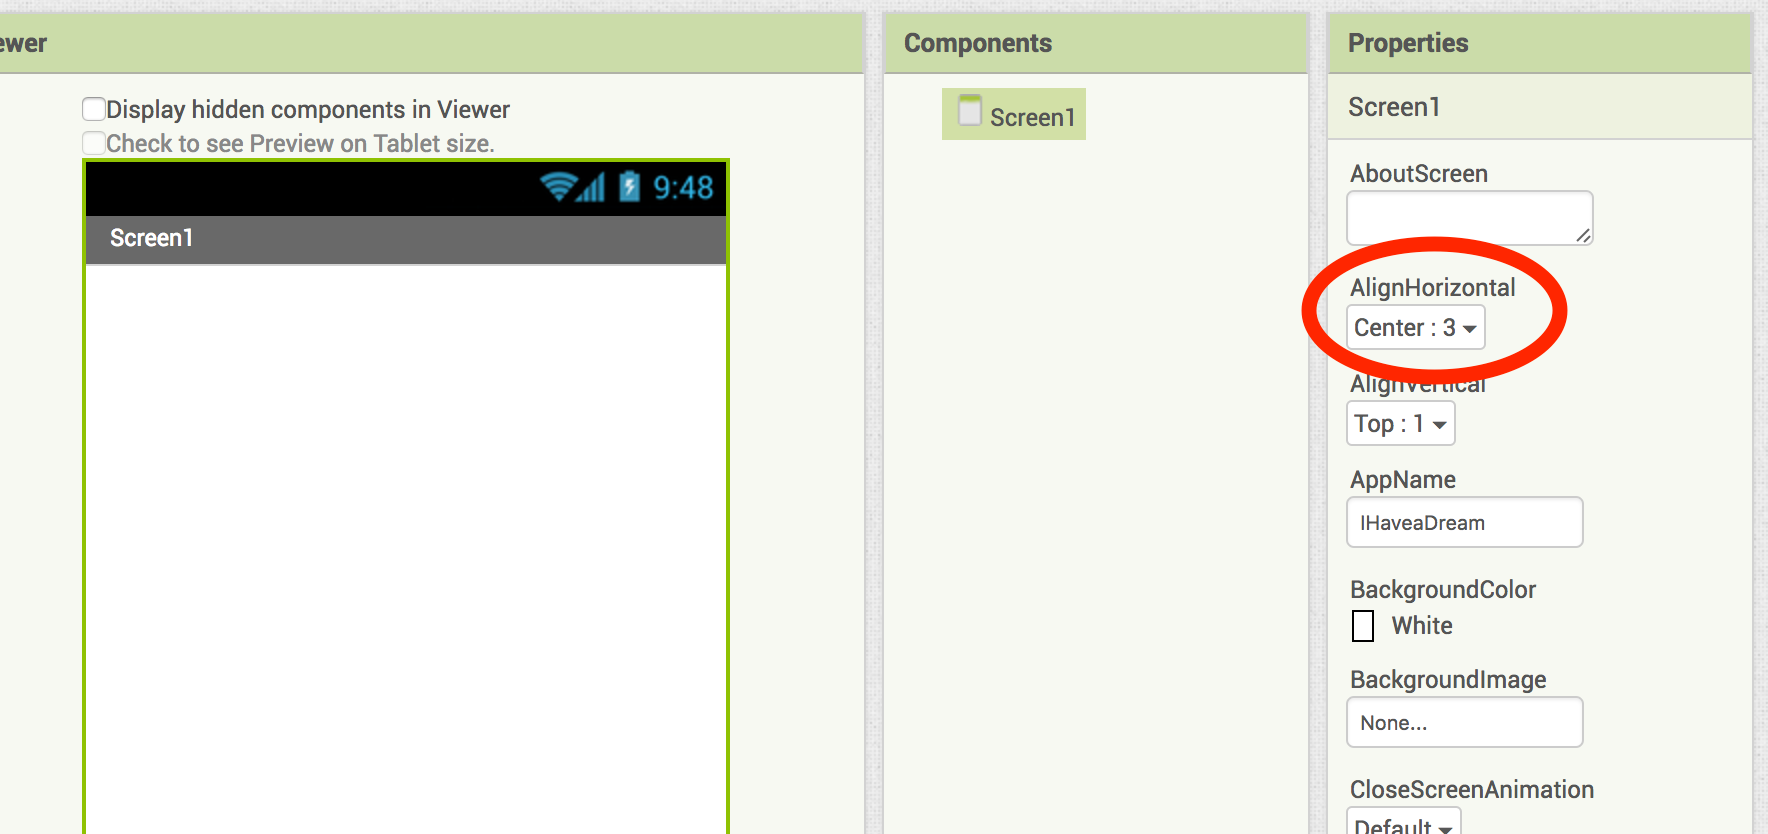 ewer
Display hidden components in Viewer
Check to see Preview on Tablet size.
9:48
Screen1
Components
Screen1
Properties
Screen1
AboutScreen
AlignHorizontal
Center : 3
AlignVertical
Top : 1
AppName
IHaveaDream
BackgroundColor
White
BackgroundImage
None...
CloseScreenAnimation
Default